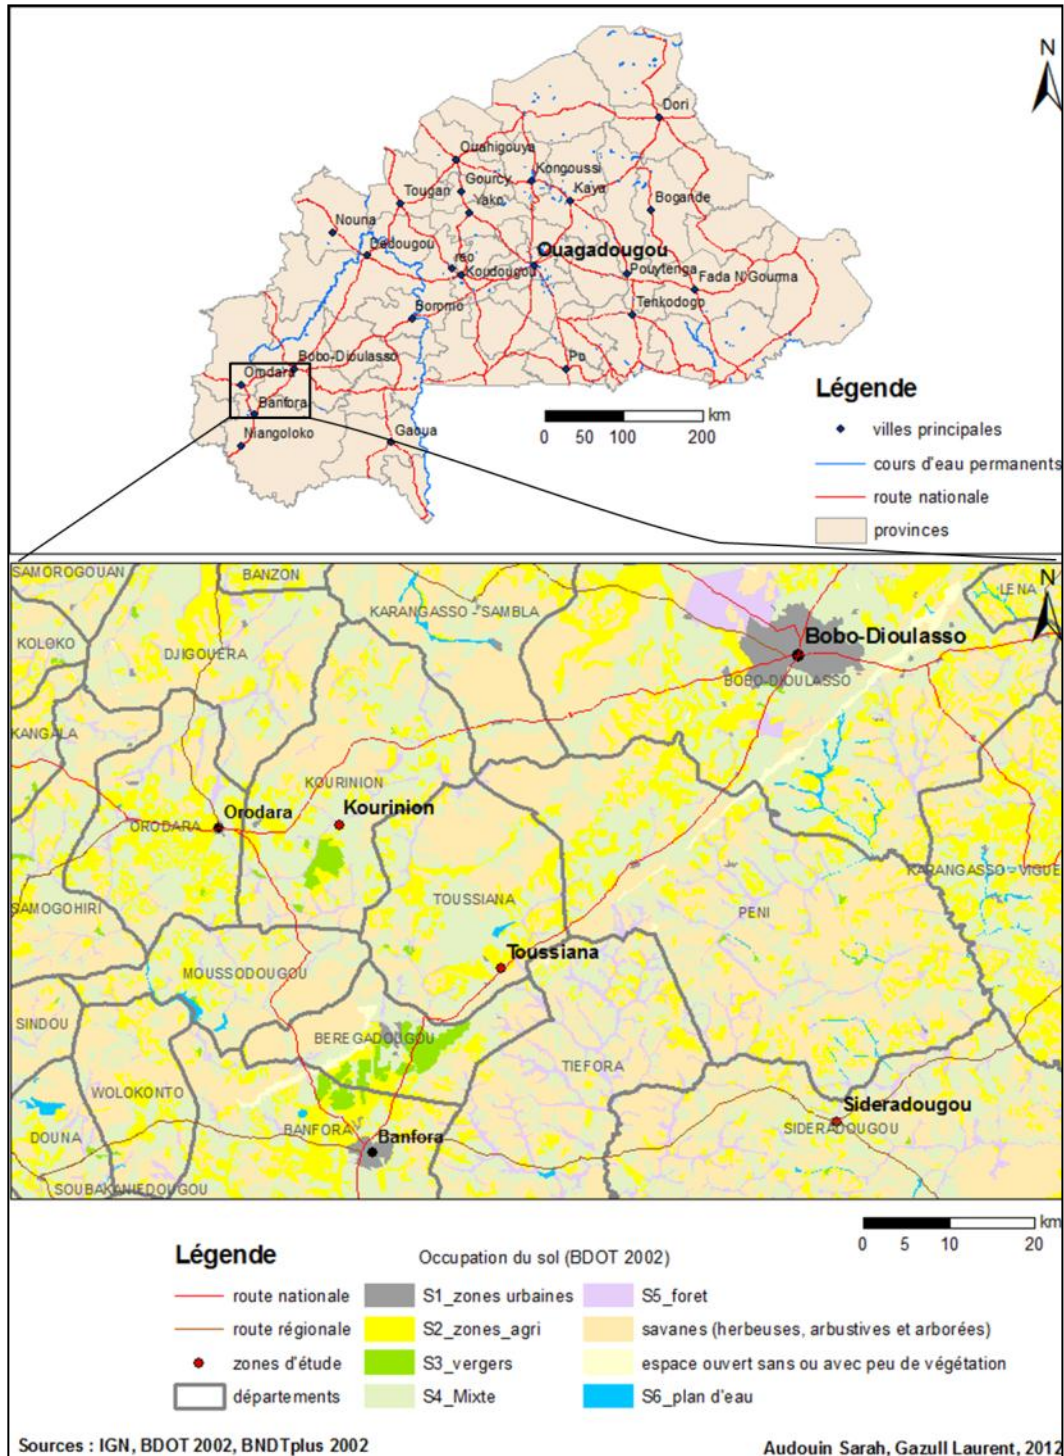 N
Dori
Ouahigouya
Kongoussi
Gourcy
Kaya
Tougan
Yako
Bogande
Nouna
Dedougou
Ouagadougou
reo
Koudougou
Pouytenga
Fada N'Gourma
Tenkodogo
Boromo
Bobo-Dioulasso
Po
Orodara
Banfora
Niangoloko
Gaoua
km
0 50 100 200
Légende
villes principales
cours d'eau permanents
route nationale
provinces
SAMOROGOUAN
BANZON
N
LENA
KARANGASSO - SAMBLA
KOLOKO
DJIGOUERA
Bobo-Dioulasso
BOBO-DIOULASSO
KANGALA
KOURINION
Kourinion
Orodara
ORODARA
KARANGASSO - VIGUE
TOUSSIANA
SAMOGOHIRI
PENI
Toussiana
MOUSSODOUGOU
SINDOU
BEREGADOUGOU
TIEFORA
WOLOKONTO
Sideradougou
SIDERADOUGOU
BANFORA
DOUNA
Banfora
SOUBAKANIEDOUGOU
km
0 5 10 20
Légende
Occupation du sol (BDOT 2002)
route nationale
S1_zones urbaines
S5_foret
route régionale
S2_zones_agri
savanes (herbeuses, arbustives et arborées)
zones d'étude
S3_vergers
espace ouvert sans ou avec peu de végétation
départements
S4_Mixte
S6_plan d'eau
Sources : IGN, BDOT 2002, BNDTplus 2002
Audouin Sarah, Gazull Laurent, 2012